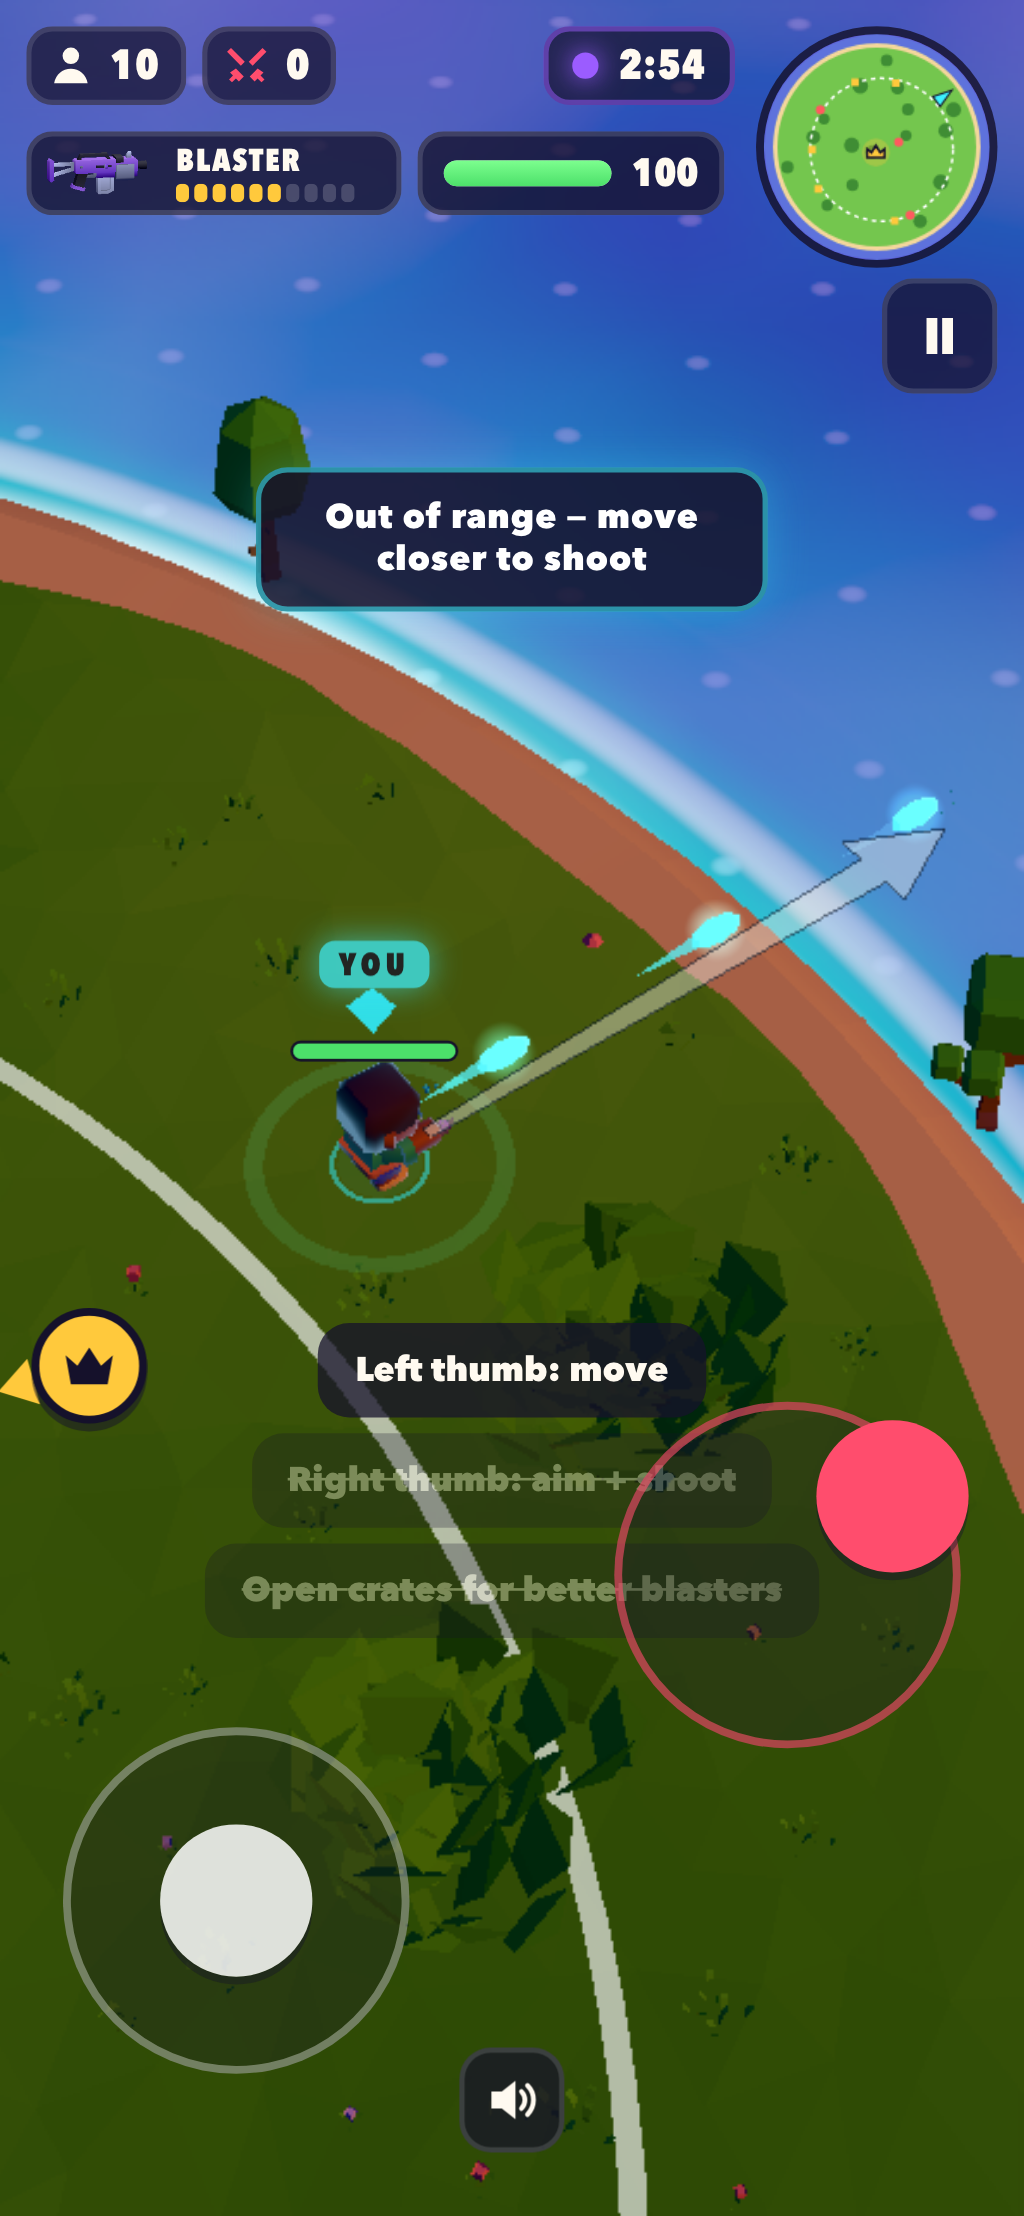 10
0
2:54
BLASTER
100
Out of range – move
closer to shoot
YOU
Left thumb: move
Right thumb: aim + shoot
Open crates for better blasters